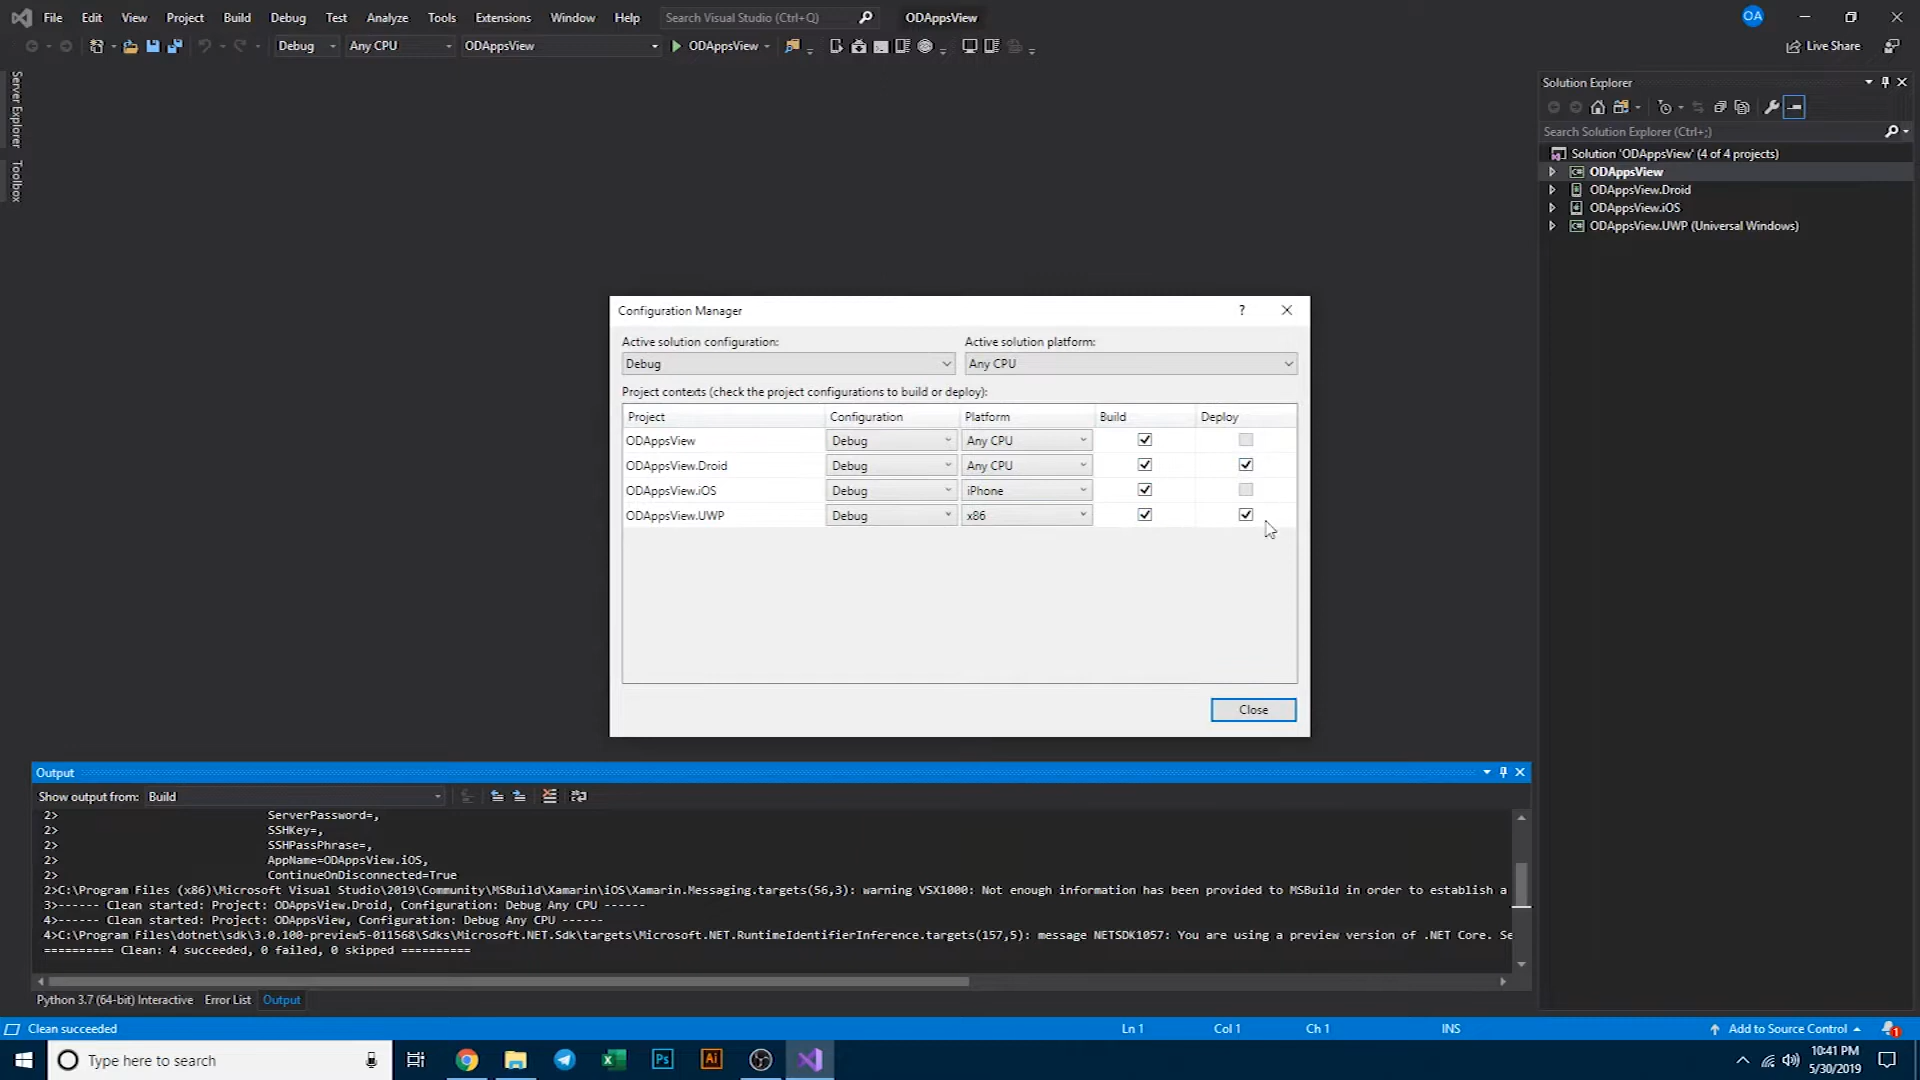 File Edit View Project Build Debug Test Analyze Tools Extensions Window Help Search Visual Studio (Ctrl+Q) ODAppsView OA
Debug Any CPU ODAppsView ODAppsView Live Share
Server Explorer
Toolbox
Solution Explorer
Search Solution Explorer (Ctrl+;)
Solution 'ODAppsView' (4 of 4 projects)
ODAppsView
ODAppsView.Droid
ODAppsView.iOS
ODAppsView.UWP (Universal Windows)
Configuration Manager ?
Active solution configuration: Active solution platform:
Debug Any CPU
Project contexts (check the project configurations to build or deploy):
Project Configuration Platform Build Deploy
ODAppsView Debug Any CPU
ODAppsView.Droid Debug Any CPU
ODAppsView.iOS Debug iPhone
ODAppsView.UWP Debug x86
Close
Output
Show output from: Build
2> ServerPassword=,
2> SSHKey=,
2> SSHPassPhrase=,
2> AppName=ODAppsView.iOS,
2> ContinueOnDisconnected=True
2>C:\Program Files (x86)\Microsoft Visual Studio\2019\Community\MSBuild\Xamarin\iOS\Xamarin.Messaging.targets(56,3): warning VSX1000: Not enough information has been provided to MSBuild in order to establish a
3>------ Clean started: Project: ODAppsView.Droid, Configuration: Debug Any CPU ------
4>------ Clean started: Project: ODAppsView, Configuration: Debug Any CPU ------
4>C:\Program Files\dotnet\sdk\3.0.100-preview5-011568\Sdks\Microsoft.NET.Sdk\targets\Microsoft.NET.RuntimeIdentifierInference.targets(157,5): message NETSDK1057: You are using a preview version of .NET Core. Se
========== Clean: 4 succeeded, 0 failed, 0 skipped ==========
Python 3.7 (64-bit) Interactive Error List Output
Clean succeeded Ln 1 Col 1 Ch 1 INS Add to Source Control 1
Type here to search Ps Ai 10:41 PM
5/30/2019